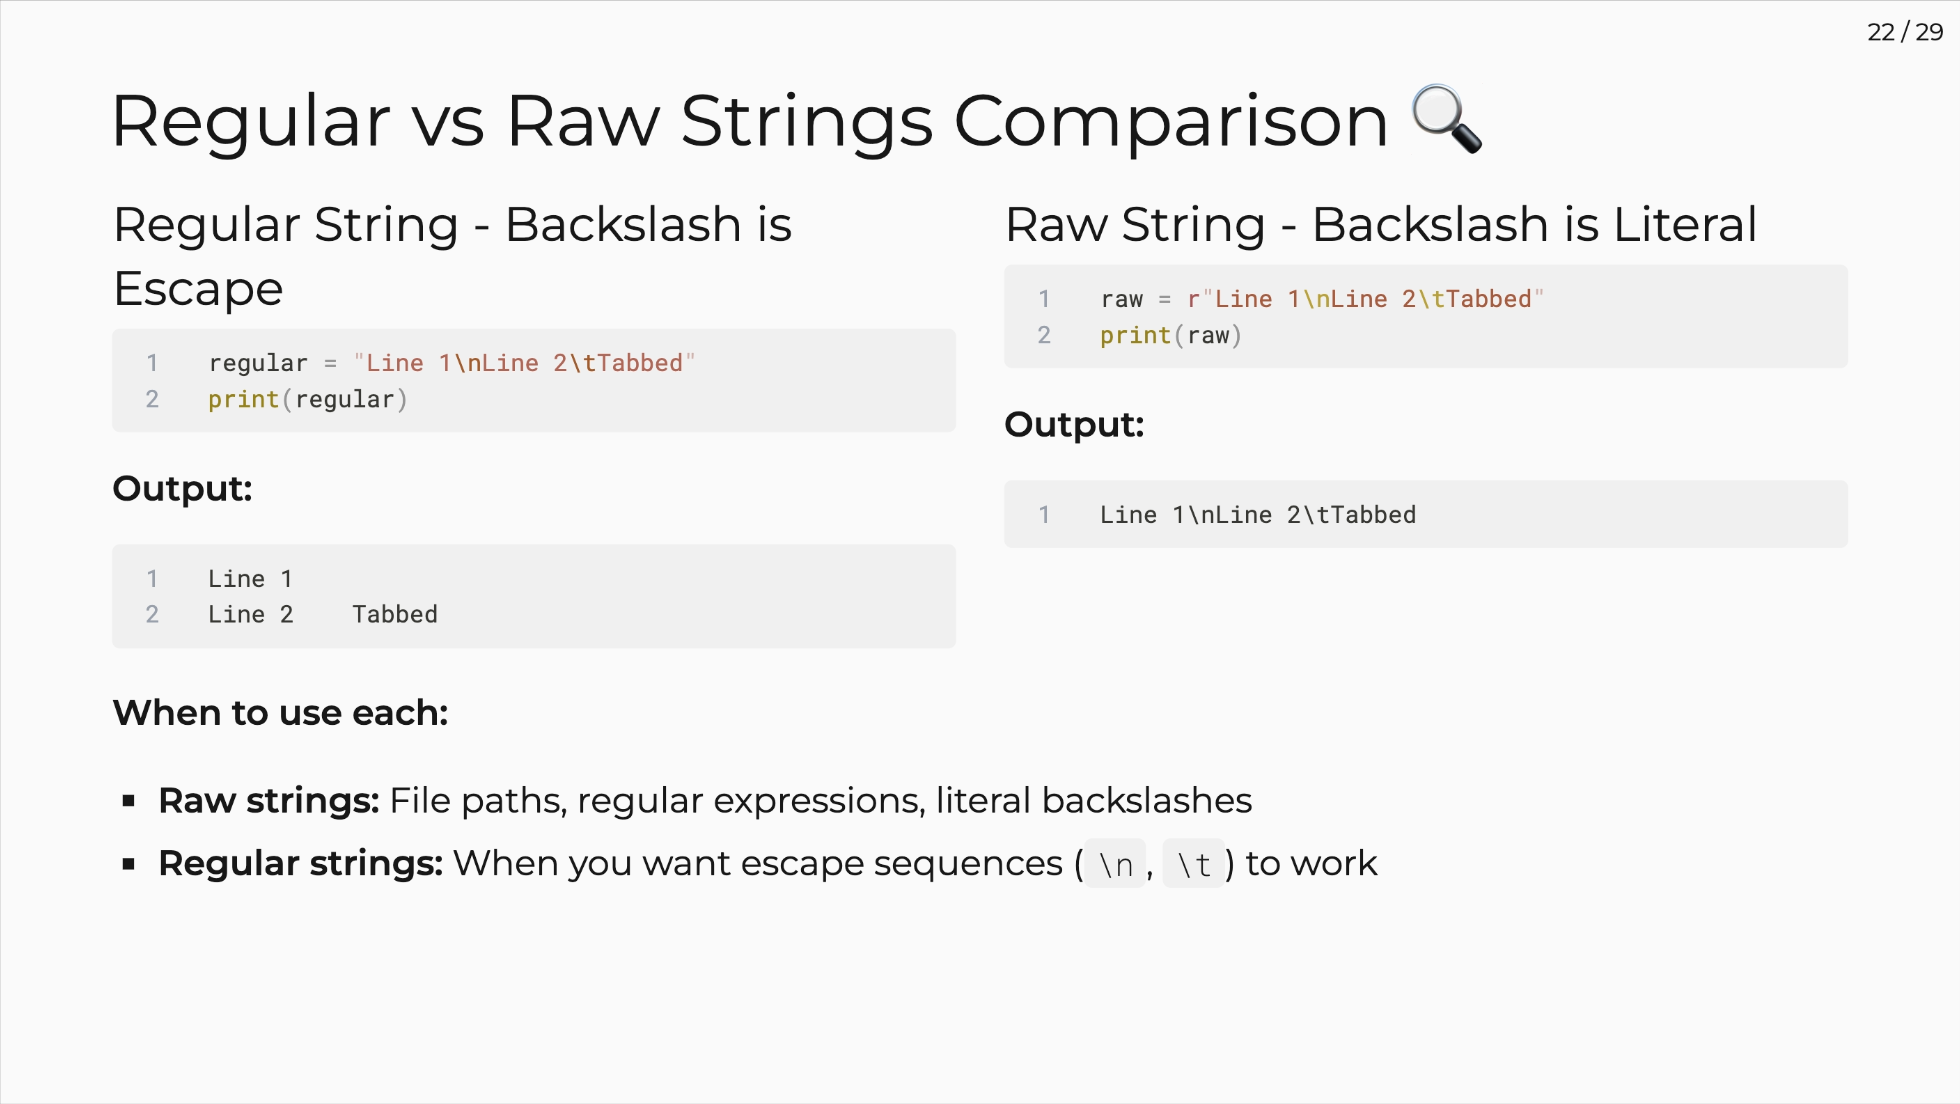 22 / 29
Regular vs Raw Strings Comparison 🔍
Regular String - Backslash is
Escape
1 regular = "Line 1\nLine 2\tTabbed"
2 print(regular)
Output:
1 Line 1
2 Line 2    Tabbed
Raw String - Backslash is Literal
1 raw = r"Line 1\nLine 2\tTabbed"
2 print(raw)
Output:
1 Line 1\nLine 2\tTabbed
When to use each:
▪ Raw strings: File paths, regular expressions, literal backslashes
▪ Regular strings: When you want escape sequences (\n, \t) to work